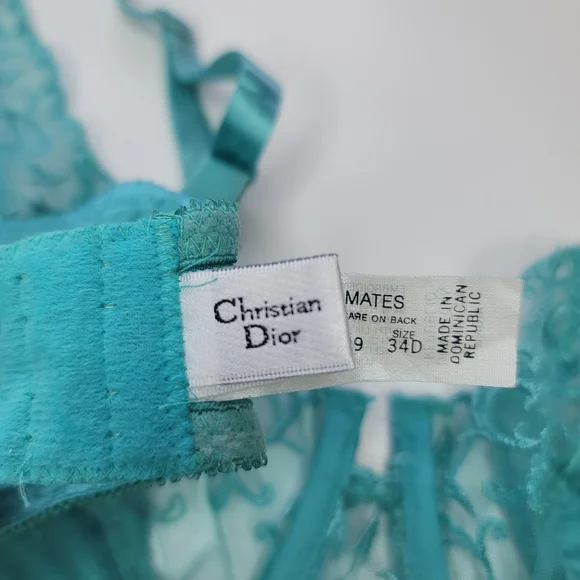 Christian
Dior
MATES
ARE ON BACK
SIZE
9 34D
MADE IN
DOMINICAN
REPUBLIC